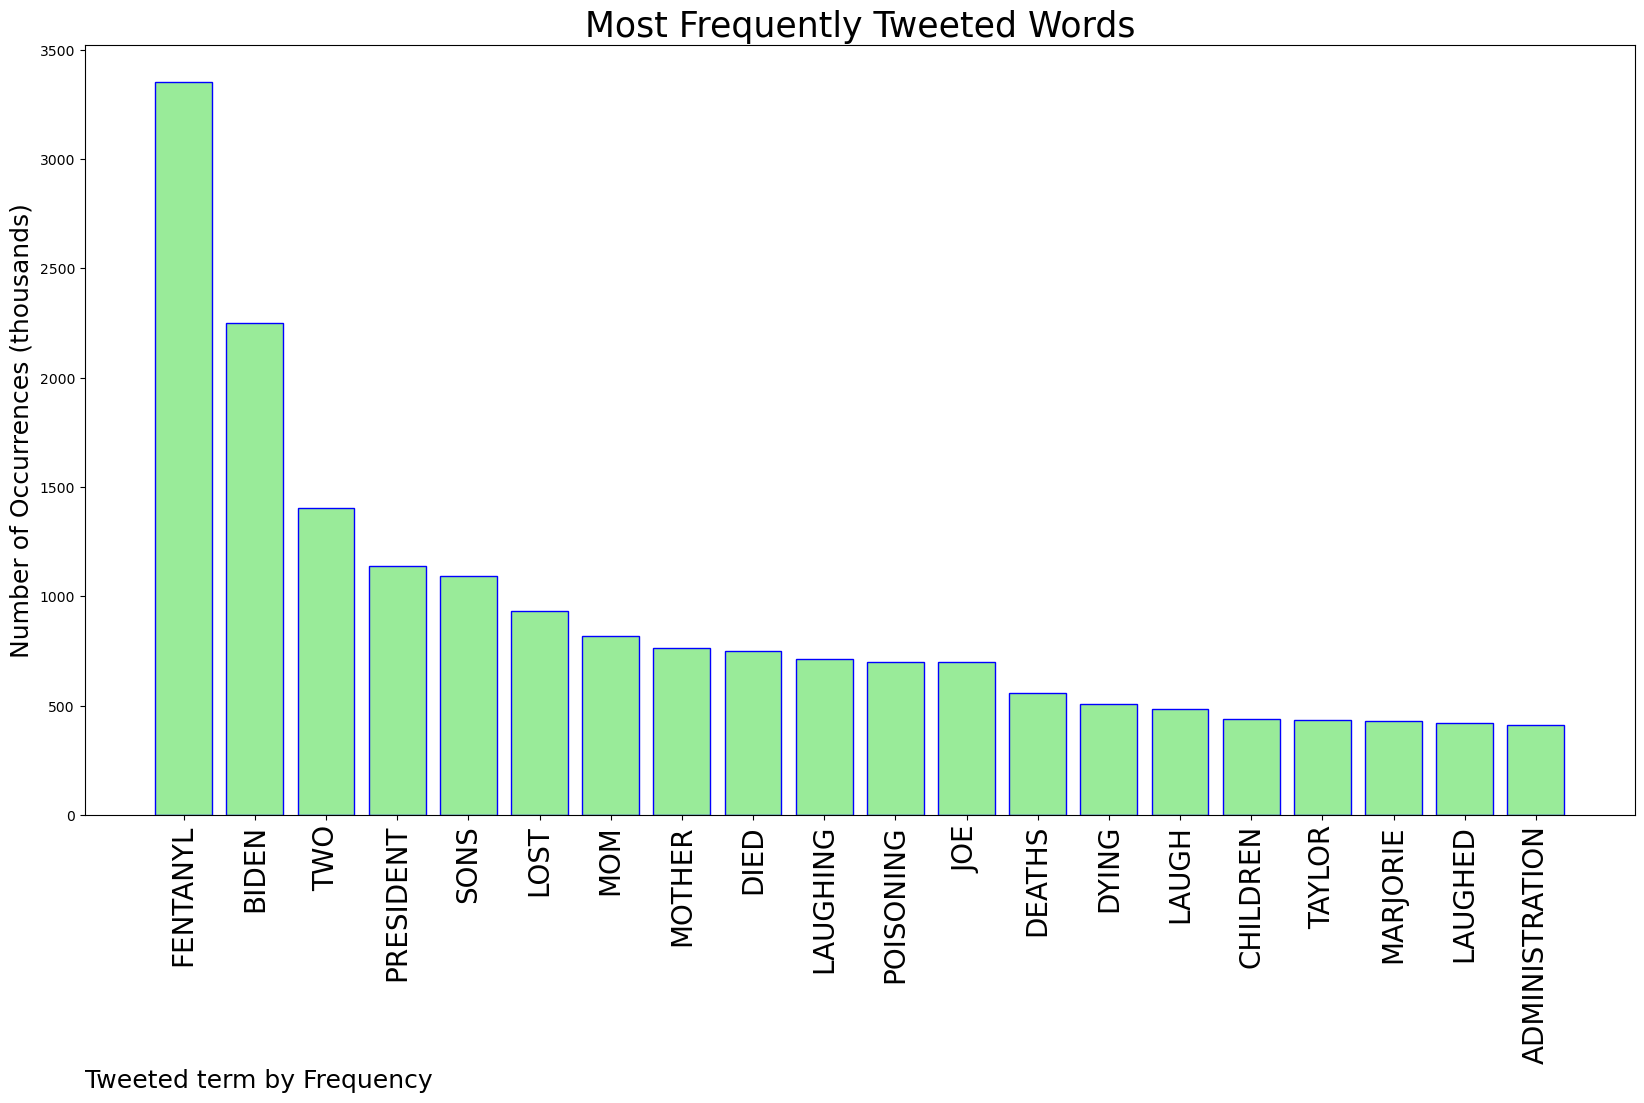 Most Frequently Tweeted Words
Number of Occurrences (thousands)
3500
3000
2500
2000
1500
1000
500
0
FENTANYL
BIDEN
TWO
PRESIDENT
SONS
LOST
MOM
MOTHER
DIED
LAUGHING
POISONING
JOE
DEATHS
DYING
LAUGH
CHILDREN
TAYLOR
MARJORIE
LAUGHED
ADMINISTRATION
Tweeted term by Frequency